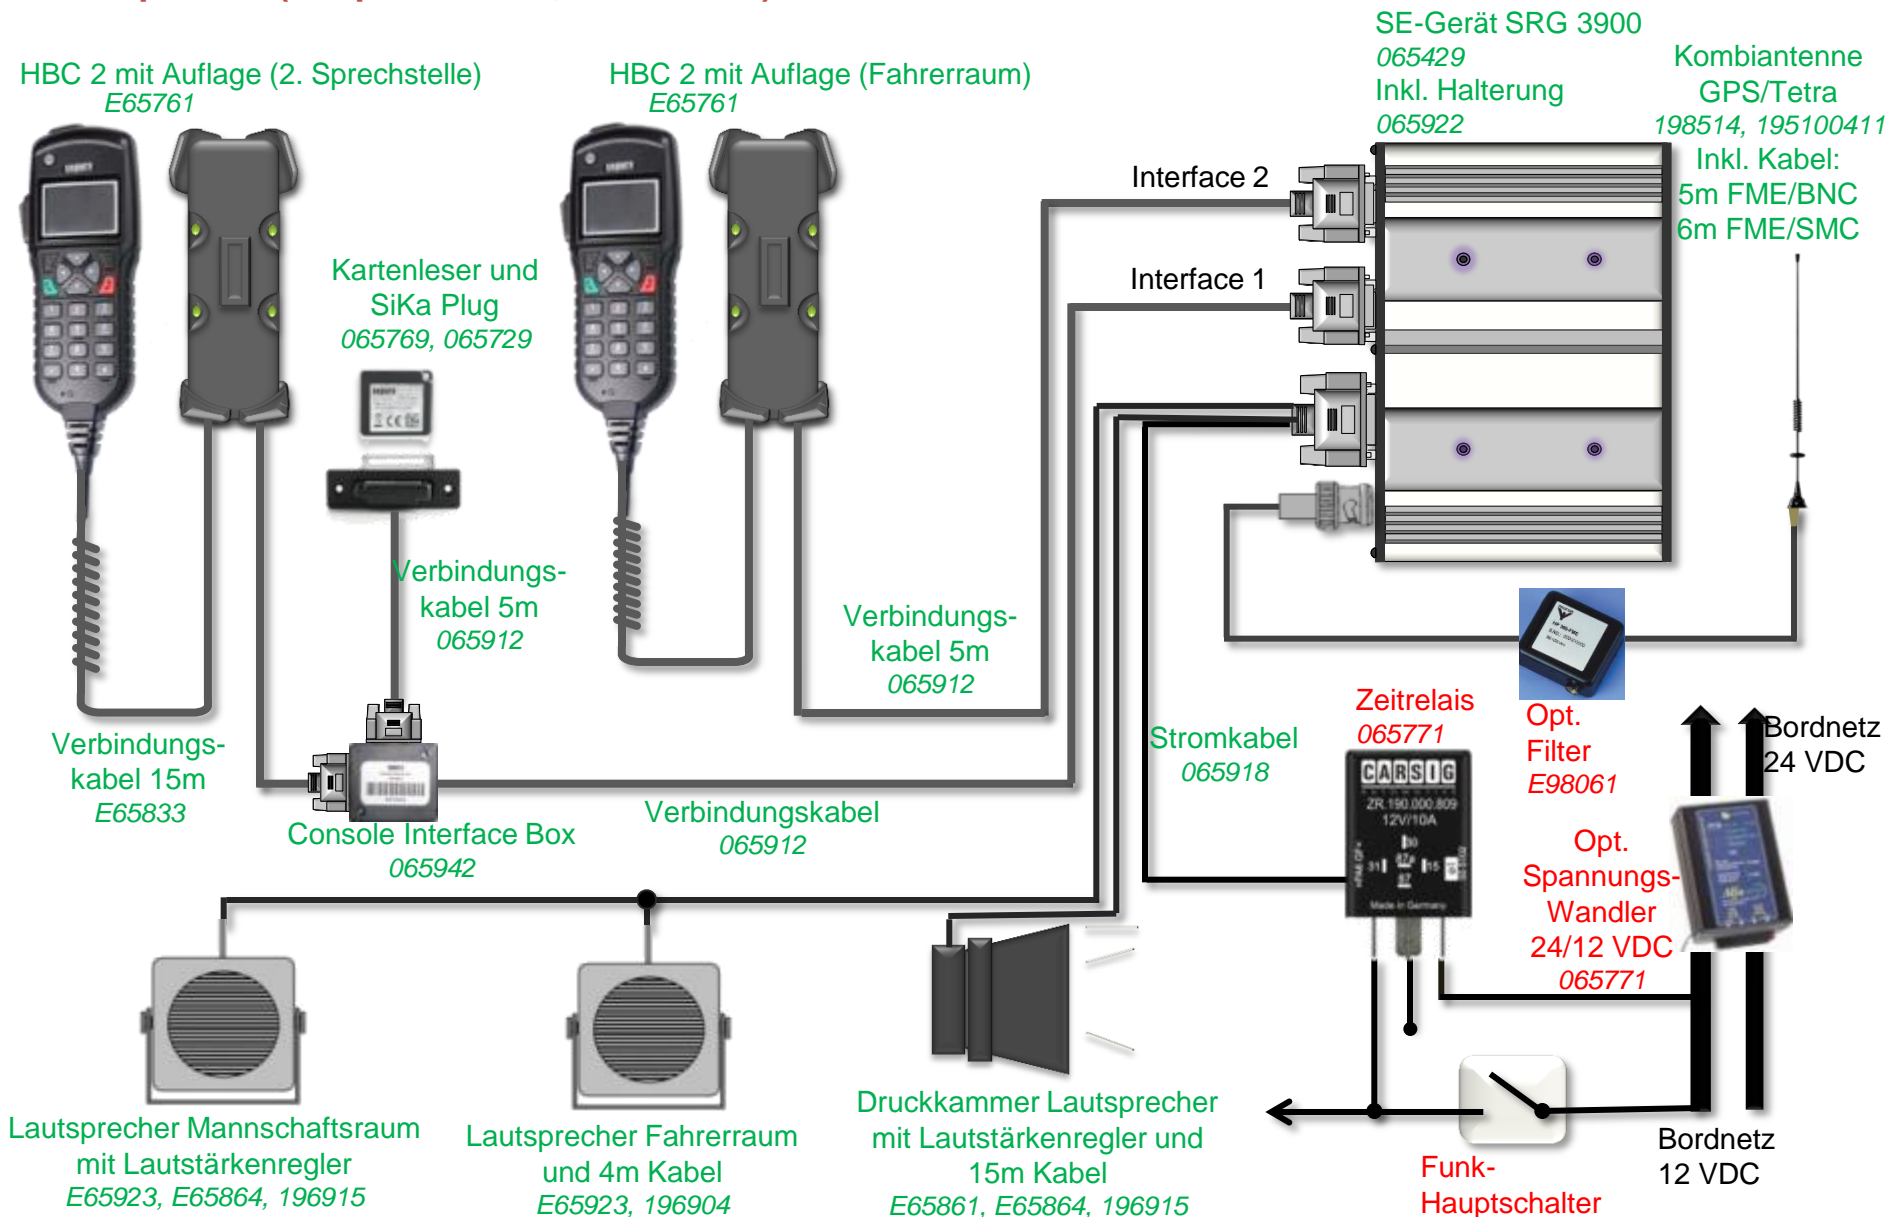 SE-Gerät SRG 3900
065429
Inkl. Halterung
065922
Kombiantenne
GPS/Tetra
198514, 195100411
Inkl. Kabel:
5m FME/BNC
6m FME/SMC
HBC 2 mit Auflage (2. Sprechstelle)
E65761
HBC 2 mit Auflage (Fahrerraum)
E65761
Interface 2
Interface 1
Kartenleser und
SiKa Plug
065769, 065729
Verbindungs-
kabel 5m
065912
Verbindungs-
kabel 5m
065912
Verbindungs-
kabel 15m
E65833
Console Interface Box
065942
Verbindungskabel
065912
Stromkabel
065918
Zeitrelais
065771
CARSIG
ZR.190.000.809
12V/10A
30
31
87a
15
87
Made in Germany
Opt.
Filter
E98061
Bordnetz
24 VDC
Opt.
Spannungs-
Wandler
24/12 VDC
065771
Lautsprecher Mannschaftsraum
mit Lautstärkenregler
E65923, E65864, 196915
Lautsprecher Fahrerraum
und 4m Kabel
E65923, 196904
Druckkammer Lautsprecher
mit Lautstärkenregler und
15m Kabel
E65861, E65864, 196915
Funk-
Hauptschalter
Bordnetz
12 VDC